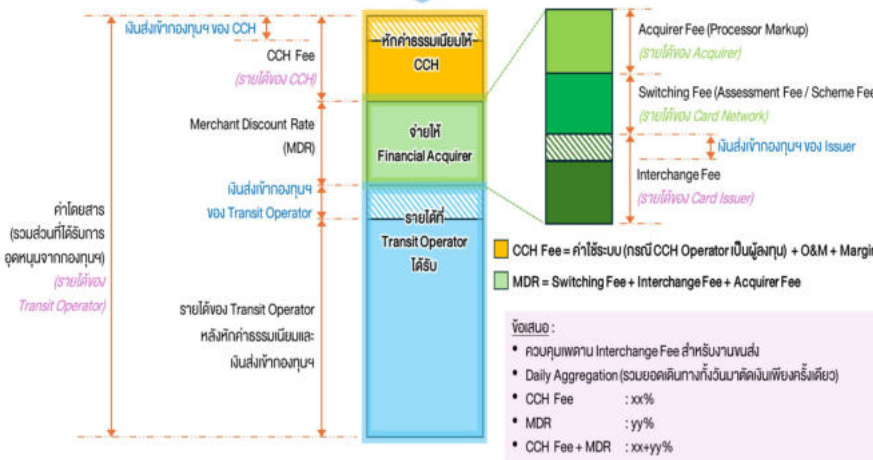 เงินส่งเข้ากองทุนฯ ของ CCH
CCH Fee
(รายได้ของ CCH)
Merchant Discount Rate
(MDR)
เงินส่งเข้ากองทุนฯ
ของ Transit Operator
ค่าโดยสาร
(รวมส่วนที่ได้รับการ
อุดหนุนจากกองทุนฯ)
(รายได้ของ
Transit Operator)
รายได้ของ Transit Operator
หลังหักค่าธรรมเนียมและ
เงินส่งเข้ากองทุนฯ
หักค่าธรรมเนียมให้
CCH
จ่ายให้
Financial Acquirer
รายได้ที่
Transit Operator
ได้รับ
Acquirer Fee (Processor Markup)
(รายได้ของ Acquirer)
Switching Fee (Assessment Fee / Scheme Fee
(รายได้ของ Card Network)
เงินส่งเข้ากองทุนฯ ของ Issuer
Interchange Fee
(รายได้ของ Card Issuer)
CCH Fee = ค่าใช้ระบบ (กรณี CCH Operator เป็นผู้ลงทุน) + O&M + Margin
MDR = Switching Fee + Interchange Fee + Acquirer Fee
ข้อเสนอ :
• ควบคุมเพดาน Interchange Fee สำหรับงานขนส่ง
• Daily Aggregation (รวมยอดเดินทางทั้งวันมาตัดเงินเพียงครั้งเดียว)
• CCH Fee : xx%
• MDR : yy%
• CCH Fee + MDR : xx+yy%